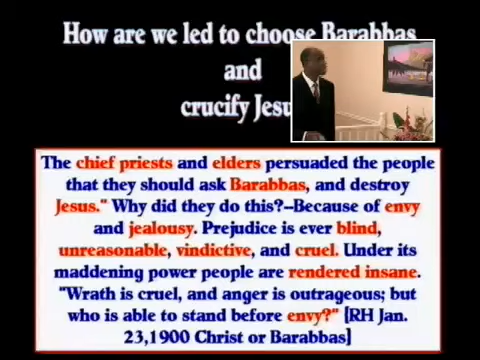 How are we led to choose Barabbas
and
crucify Jesu
The chief priests and elders persuaded the people
that they should ask Barabbas, and destroy
Jesus." Why did they do this?--Because of envy
and jealousy. Prejudice is ever blind,
unreasonable, vindictive, and cruel. Under its
maddening power people are rendered insane.
"Wrath is cruel, and anger is outrageous; but
who is able to stand before envy?" [RH Jan.
23,1900 Christ or Barabbas]